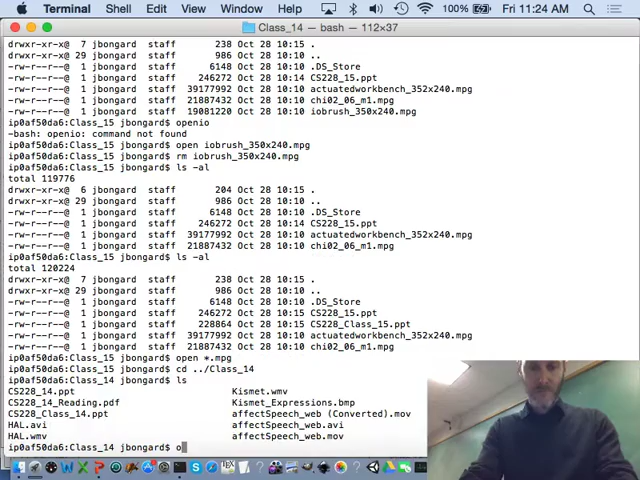 Terminal Shell Edit View Window Help 100% Fri 11:24 AM
Class_14 — bash — 112×37
drwxr-xr-x@ 7 jbongard staff 238 Oct 28 10:15 .
drwxr-xr-x@ 29 jbongard staff 986 Oct 28 10:10 ..
-rw-r--r--@ 1 jbongard staff 6148 Oct 28 10:10 .DS_Store
-rw-r--r--@ 1 jbongard staff 246272 Oct 28 10:14 CS228_15.ppt
-rw-r--r--@ 1 jbongard staff 39177992 Oct 28 10:10 actuatedworkbench_352x240.mpg
-rw-r--r--@ 1 jbongard staff 21887432 Oct 28 10:10 chi02_06_m1.mpg
-rw-r--r--@ 1 jbongard staff 19081220 Oct 28 10:10 iobrush_350x240.mpg
ip0af50da6:Class_15 jbongard$ openio
-bash: openio: command not found
ip0af50da6:Class_15 jbongard$ open iobrush_350x240.mpg
ip0af50da6:Class_15 jbongard$ rm iobrush_350x240.mpg
ip0af50da6:Class_15 jbongard$ ls -al
total 119776
drwxr-xr-x@ 6 jbongard staff 204 Oct 28 10:15 .
drwxr-xr-x@ 29 jbongard staff 986 Oct 28 10:10 ..
-rw-r--r--@ 1 jbongard staff 6148 Oct 28 10:10 .DS_Store
-rw-r--r--@ 1 jbongard staff 246272 Oct 28 10:14 CS228_15.ppt
-rw-r--r--@ 1 jbongard staff 39177992 Oct 28 10:10 actuatedworkbench_352x240.mpg
-rw-r--r--@ 1 jbongard staff 21887432 Oct 28 10:10 chi02_06_m1.mpg
ip0af50da6:Class_15 jbongard$ ls -al
total 120224
drwxr-xr-x@ 7 jbongard staff 238 Oct 28 10:15 .
drwxr-xr-x@ 29 jbongard staff 986 Oct 28 10:10 ..
-rw-r--r--@ 1 jbongard staff 6148 Oct 28 10:10 .DS_Store
-rw-r--r--@ 1 jbongard staff 246272 Oct 28 10:15 CS228_15.ppt
-rw-r--r--@ 1 jbongard staff 228864 Oct 28 10:10 CS228_Class_15.ppt
-rw-r--r--@ 1 jbongard staff 39177992 Oct 28 10:10 actuatedworkbench_352x240.mpg
-rw-r--r--@ 1 jbongard staff 21887432 Oct 28 10:10 chi02_06_m1.mpg
ip0af50da6:Class_15 jbongard$ open *.mpg
ip0af50da6:Class_15 jbongard$ cd ../Class_14
ip0af50da6:Class_14 jbongard$ ls
CS228_14.ppt Kismet.wmv
CS228_14_Reading.pdf Kismet_Expressions.bmp
CS228_Class_14.ppt affectSpeech_web (Converted).mov
HAL.avi affectSpeech_web.avi
HAL.wmv affectSpeech_web.mov
ip0af50da6:Class_14 jbongard$ o